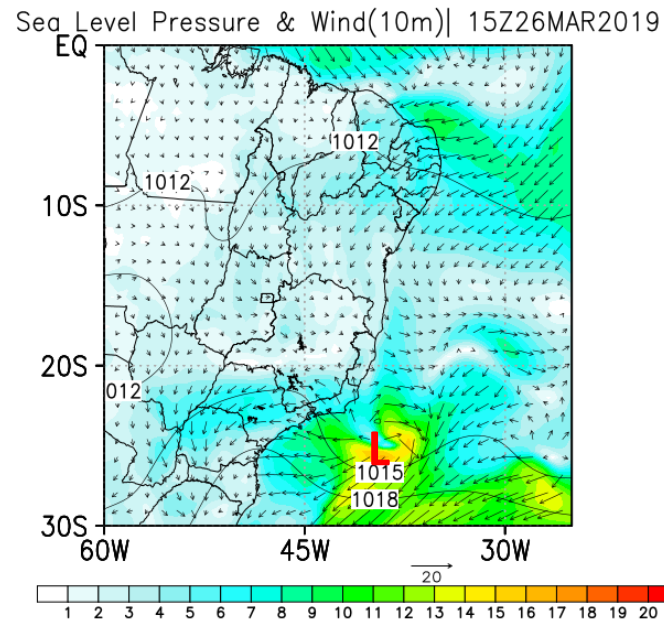 Sea Level Pressure & Wind(10m)| 15Z26MAR2019
EQ
1012
1012
10S
20S
012
L
1015
1018
30S
60W 45W 30W
20
1 2 3 4 5 6 7 8 9 10 11 12 13 14 15 16 17 18 19 20